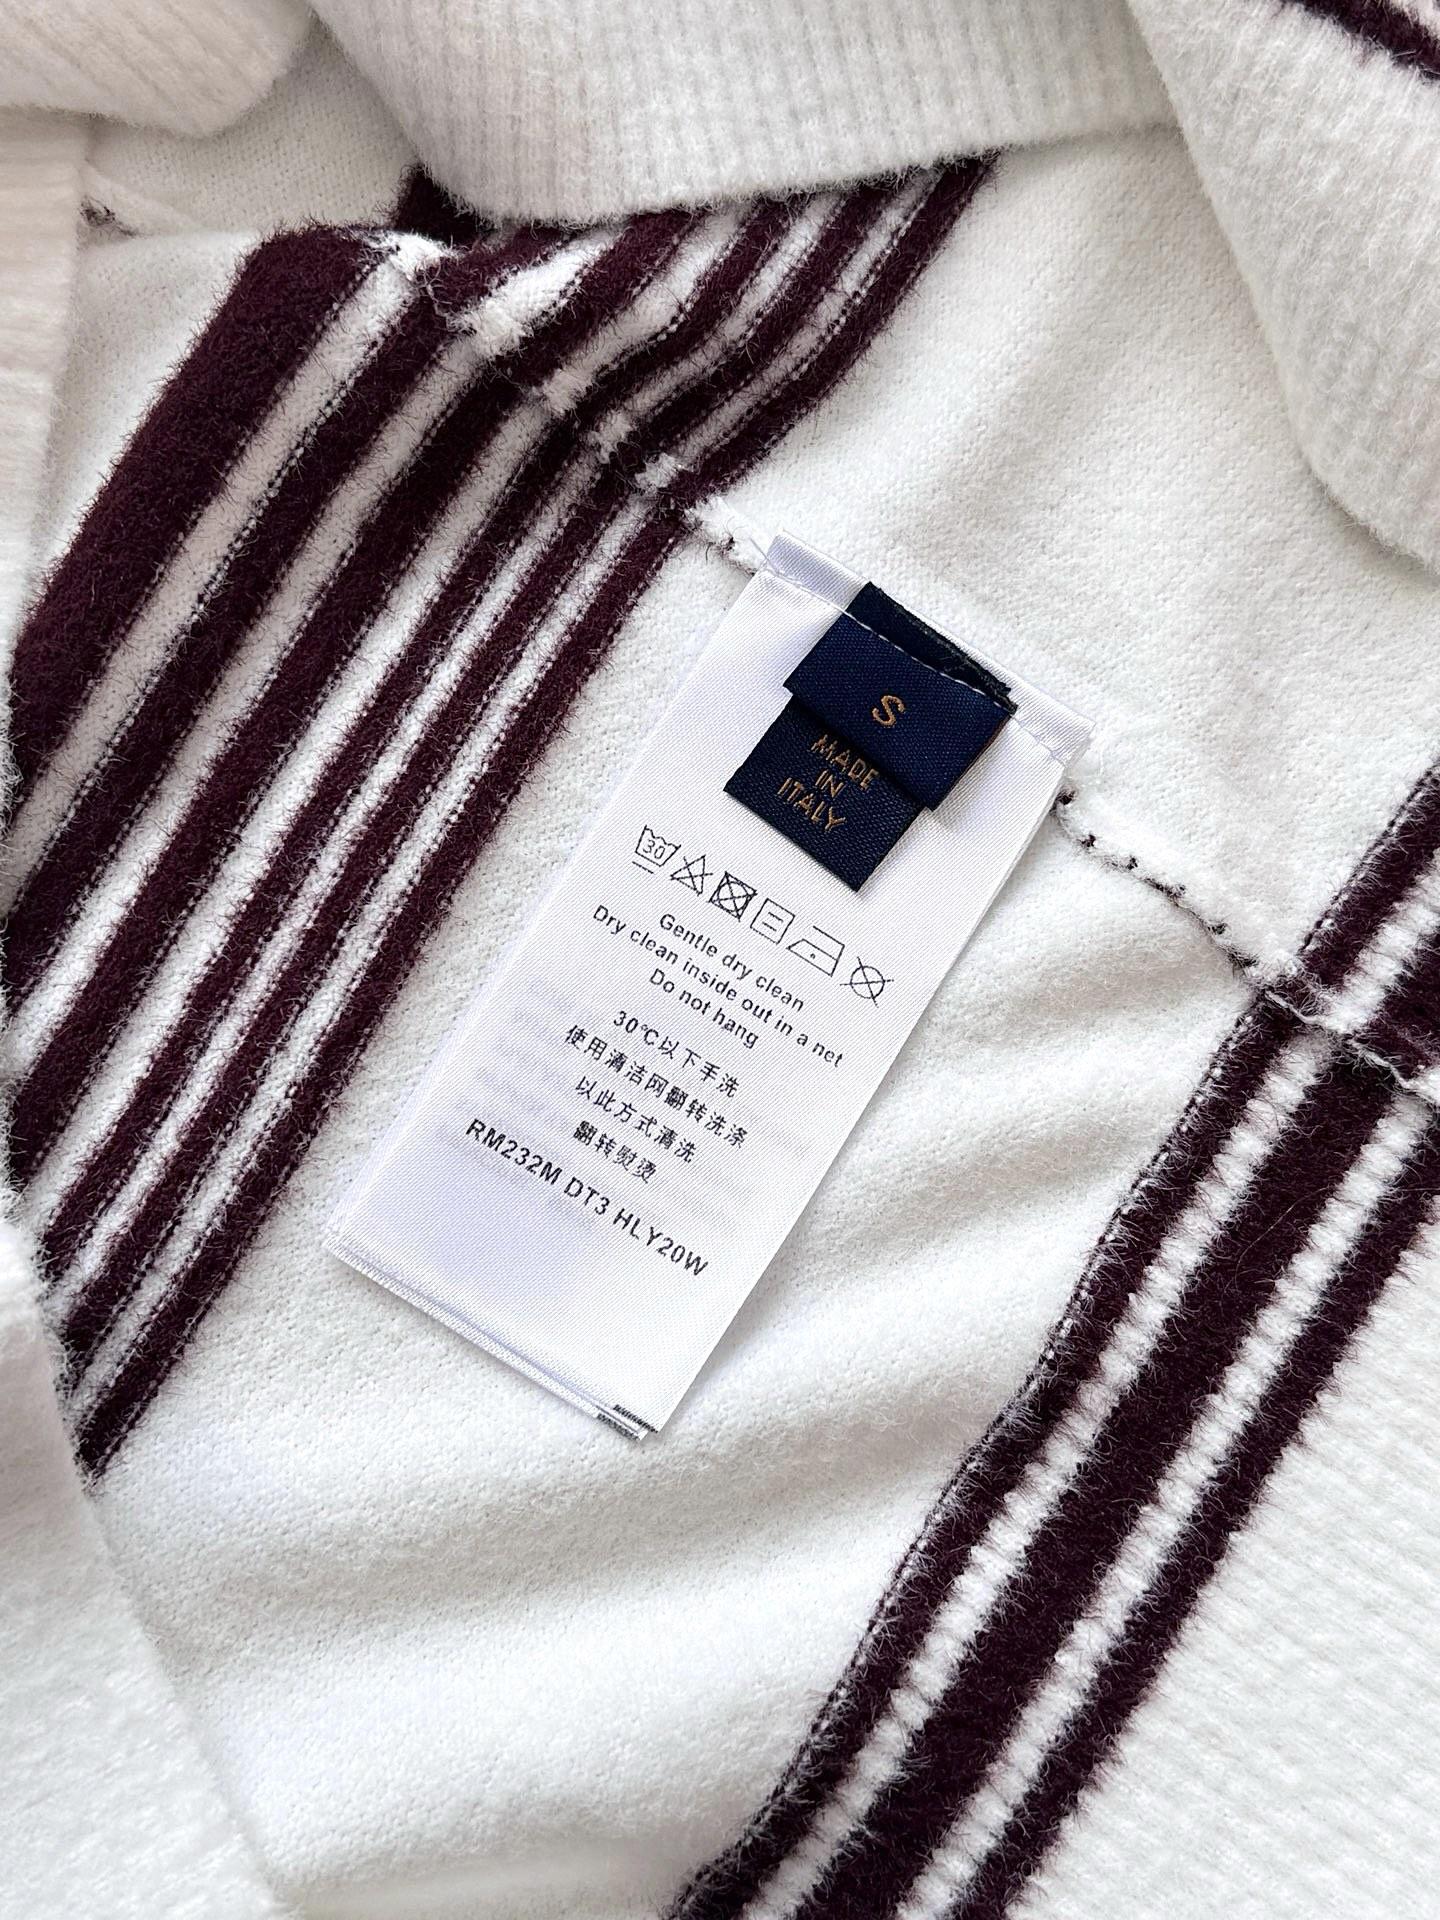 S
MADE
IN
ITALY
30
Gentle dry clean
Dry clean inside out in a net
Do not hang
30℃以下手洗
使用清洁网翻转洗涤
以此方式清洗
翻转熨烫
RM232M DT3 HLY20W